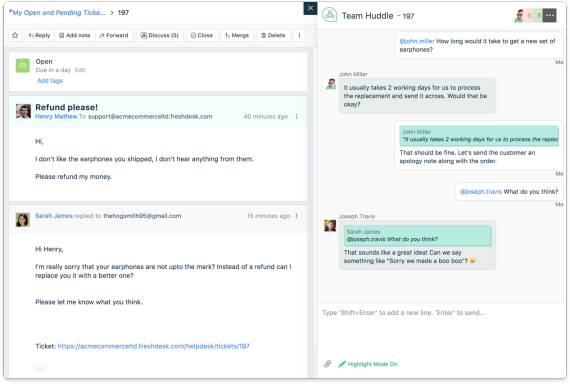 *My Open and Pending Ticke... > 197
Reply Add note Forward Discuss (5) Close Merge Delete
Open
Due in a day Edit
Add tags
Refund please!
Henry Mathew To support@acmecommerceltd.freshdesk.com 40 minutes ago
Hi,
I don't like the earphones you shipped, I don't hear anything from them.
Please refund my money.
Sarah James replied to thehogsmith95@gmail.com 15 minutes ago
Hi Henry,
I'm really sorry that your earphones are not upto the mark? Instead of a refund can I
replace you it with a better one?
Please let me know what you think.
Ticket: https://acmecommerceltd.freshdesk.com/helpdesk/tickets/197
Team Huddle - 197
S R
@john.miller How long would it take to get a new set of
earphones?
Me
John Miller
It usually takes 2 working days for us to process
the replacement and send it across. Would that be
okay?
John Miller
"It usually takes 2 working days for us to process the replac
That should be fine. Let's send the customer an
apology note along with the order.
Me
@joseph.travis What do you think?
Me
Joseph Travis
Sarah James
@joseph.travis What do you think?
That sounds like a great idea! Can we say
something like "Sorry we made a boo boo"?
Type 'Shift+Enter' to add a new line. 'Enter' to send...
Highlight Mode On